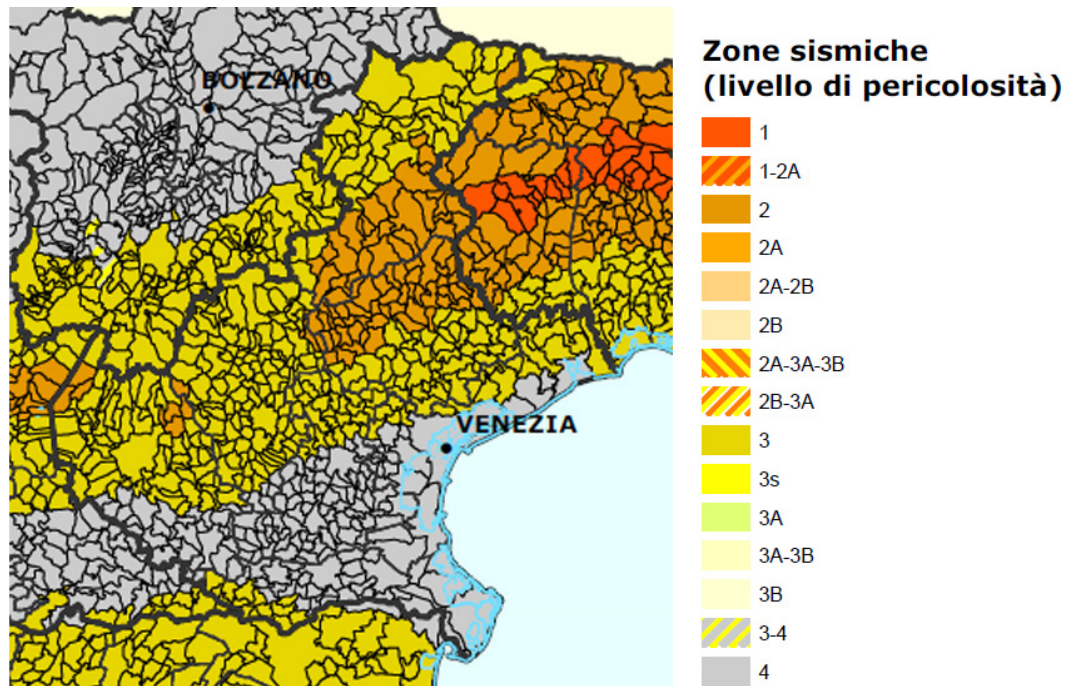 BOLZANO
VENEZIA
Zone sismiche
(livello di pericolosità)
1
1-2A
2
2A
2A-2B
2B
2A-3A-3B
2B-3A
3
3s
3A
3A-3B
3B
3-4
4